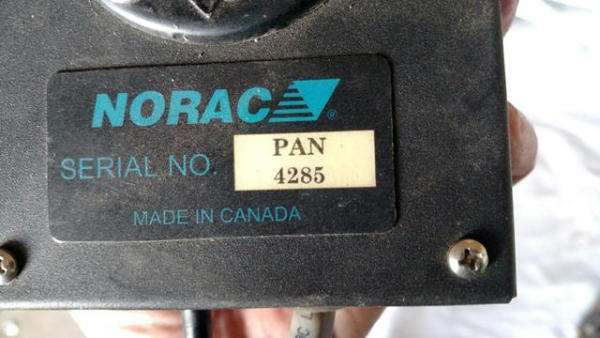 NORAC®
SERIAL NO. PAN
4285
MADE IN CANADA